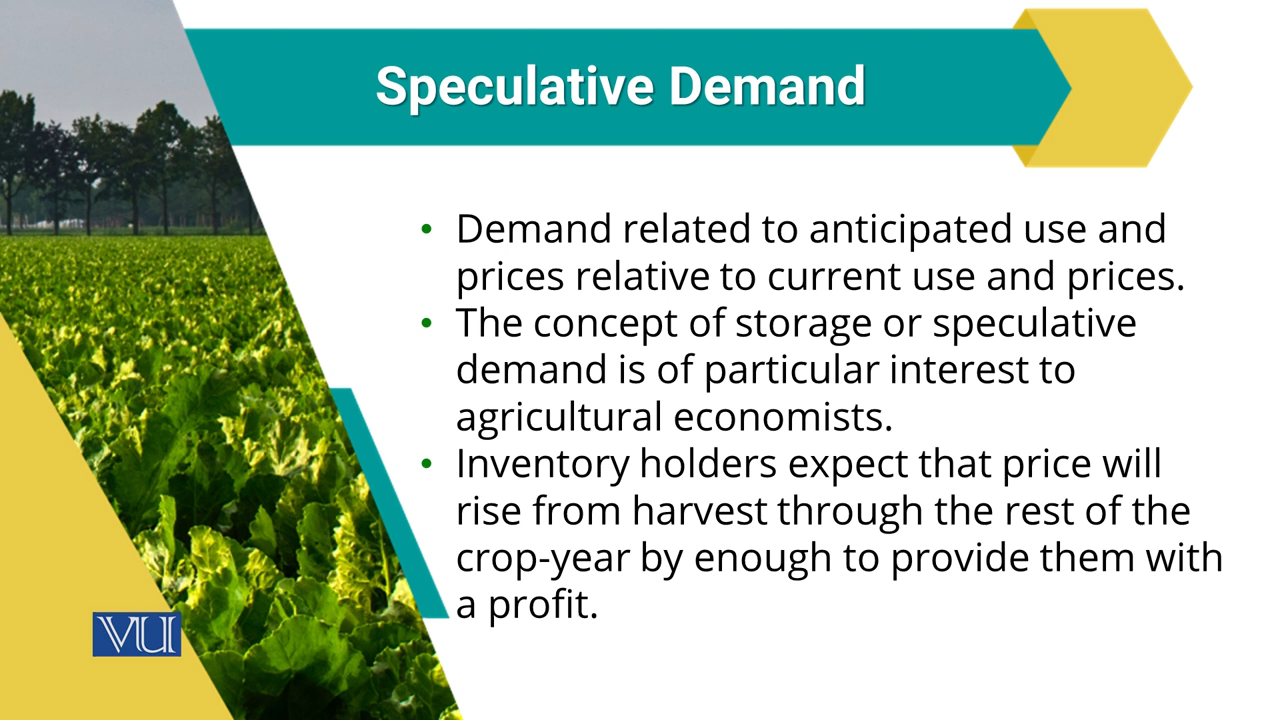 Speculative Demand
• Demand related to anticipated use and
prices relative to current use and prices.
• The concept of storage or speculative
demand is of particular interest to
agricultural economists.
• Inventory holders expect that price will
rise from harvest through the rest of the
crop-year by enough to provide them with
a profit.
VU